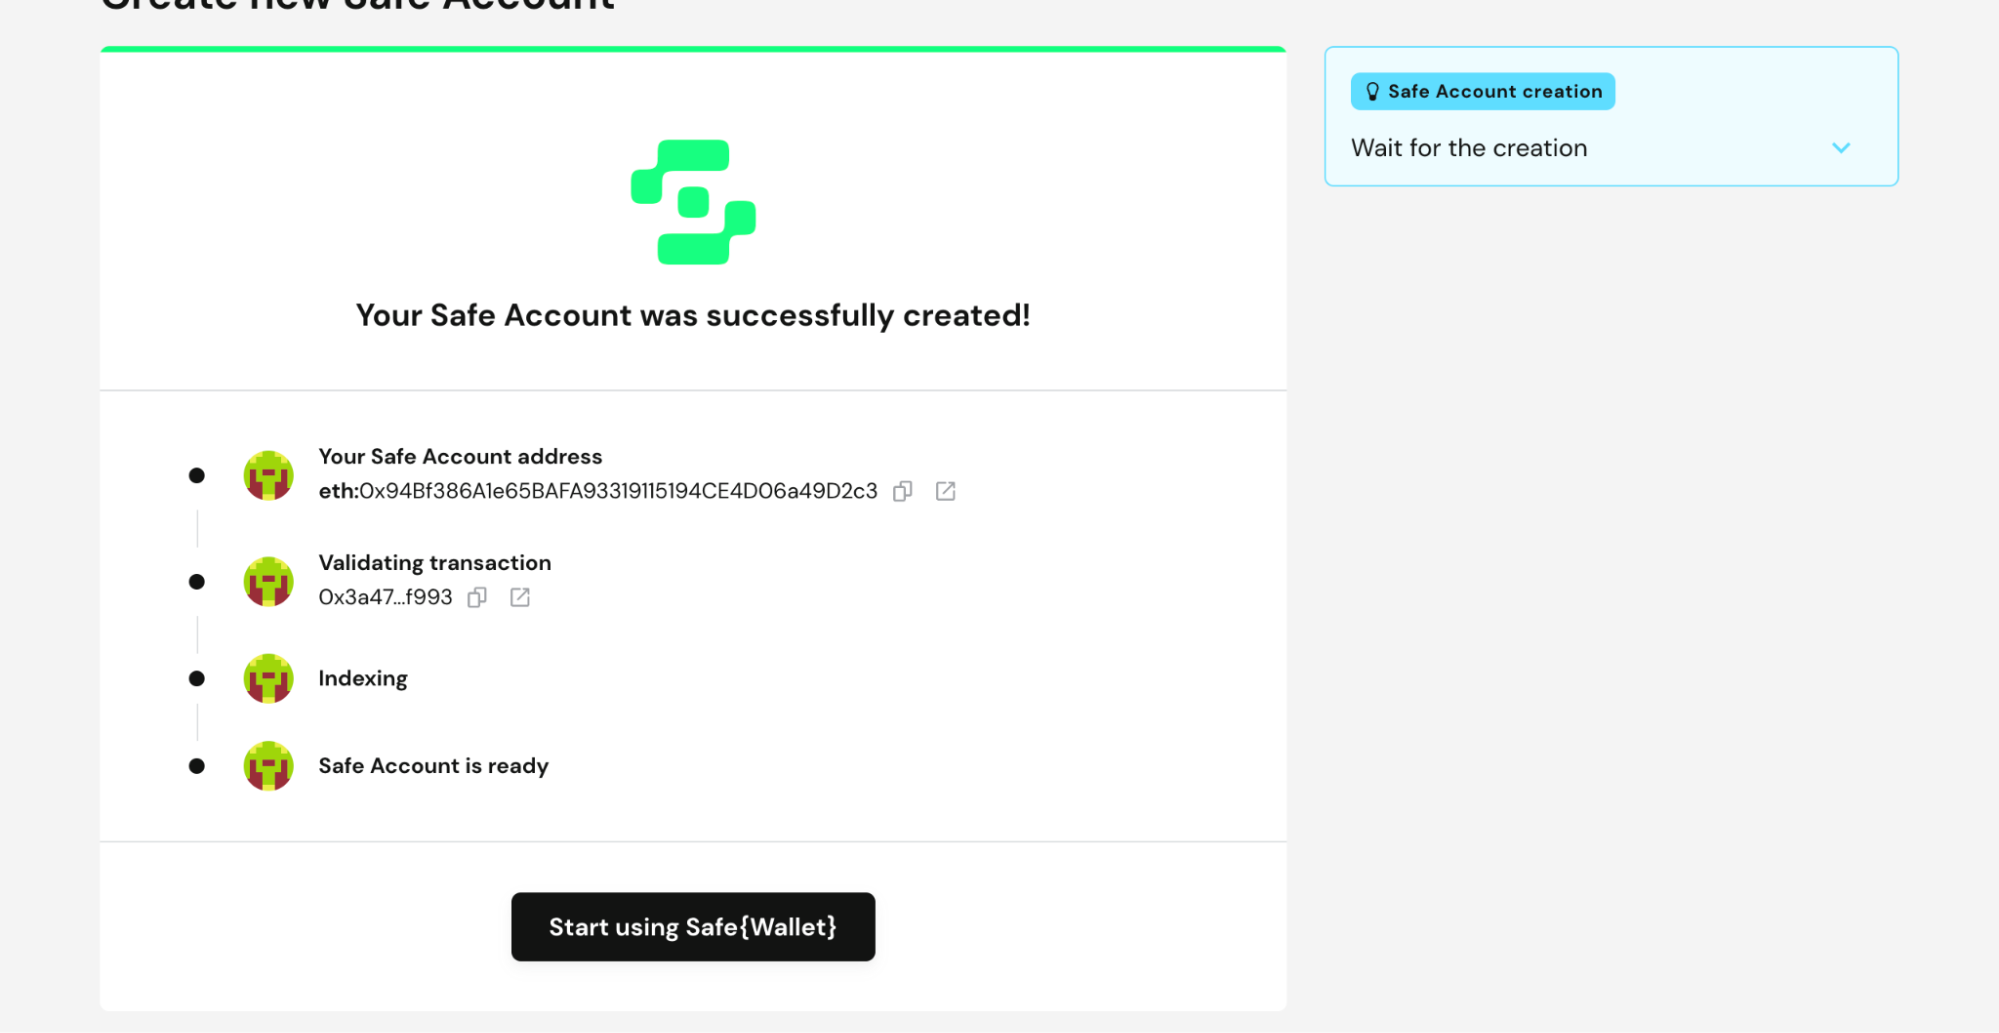 Create new Safe Account
Safe Account creation
Wait for the creation
Your Safe Account was successfully created!
Your Safe Account address
eth:0x94Bf386A1e65BAFA93319115194CE4D06a49D2c3
Validating transaction
0x3a47...f993
Indexing
Safe Account is ready
Start using Safe{Wallet}